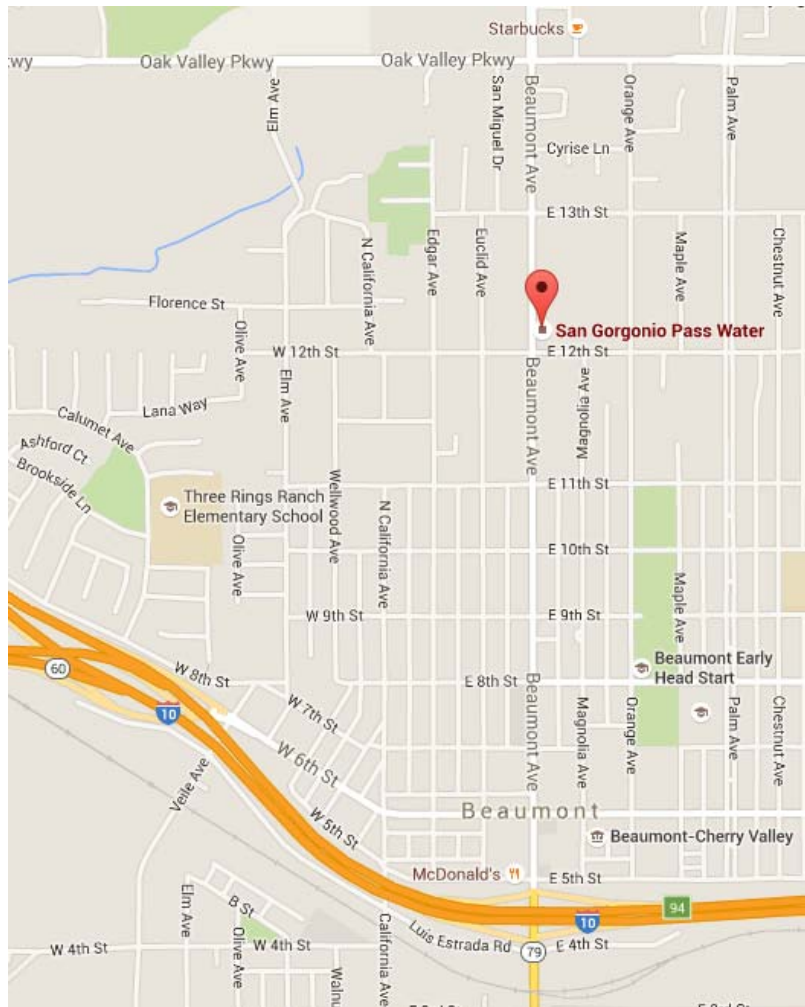 Starbucks
wy
Oak Valley Pkwy
Oak Valley Pkwy
Elm Ave
San Miguel Dr
Beaumont Ave
Orange Ave
Palm Ave
Cyrise Ln
E 13th St
N California Ave
Edgar Ave
Euclid Ave
Maple Ave
Chestnut Ave
Florence St
San Gorgonio Pass Water
Olive Ave
W 12th St
E 12th St
Elm Ave
Beaumont Ave
Magnolia Ave
Lana Way
Calumet Ave
Ashford Ct
Brookside Ln
Three Rings Ranch
Elementary School
Wellwood Ave
N California Ave
E 11th St
Olive Ave
E 10th St
Maple Ave
W 9th St
E 9th St
60
W 8th St
E 8th St
Beaumont Early
Head Start
10
W 7th St
Beaumont Ave
Magnolia Ave
Orange Ave
Palm Ave
Chestnut Ave
W 6th St
Veile Ave
W 5th St
Beaumont
Beaumont-Cherry Valley
McDonald's
E 5th St
Elm Ave
B St
California Ave
10
94
W 4th St
Olive Ave
W 4th St
Luis Estrada Rd
79
E 4th St